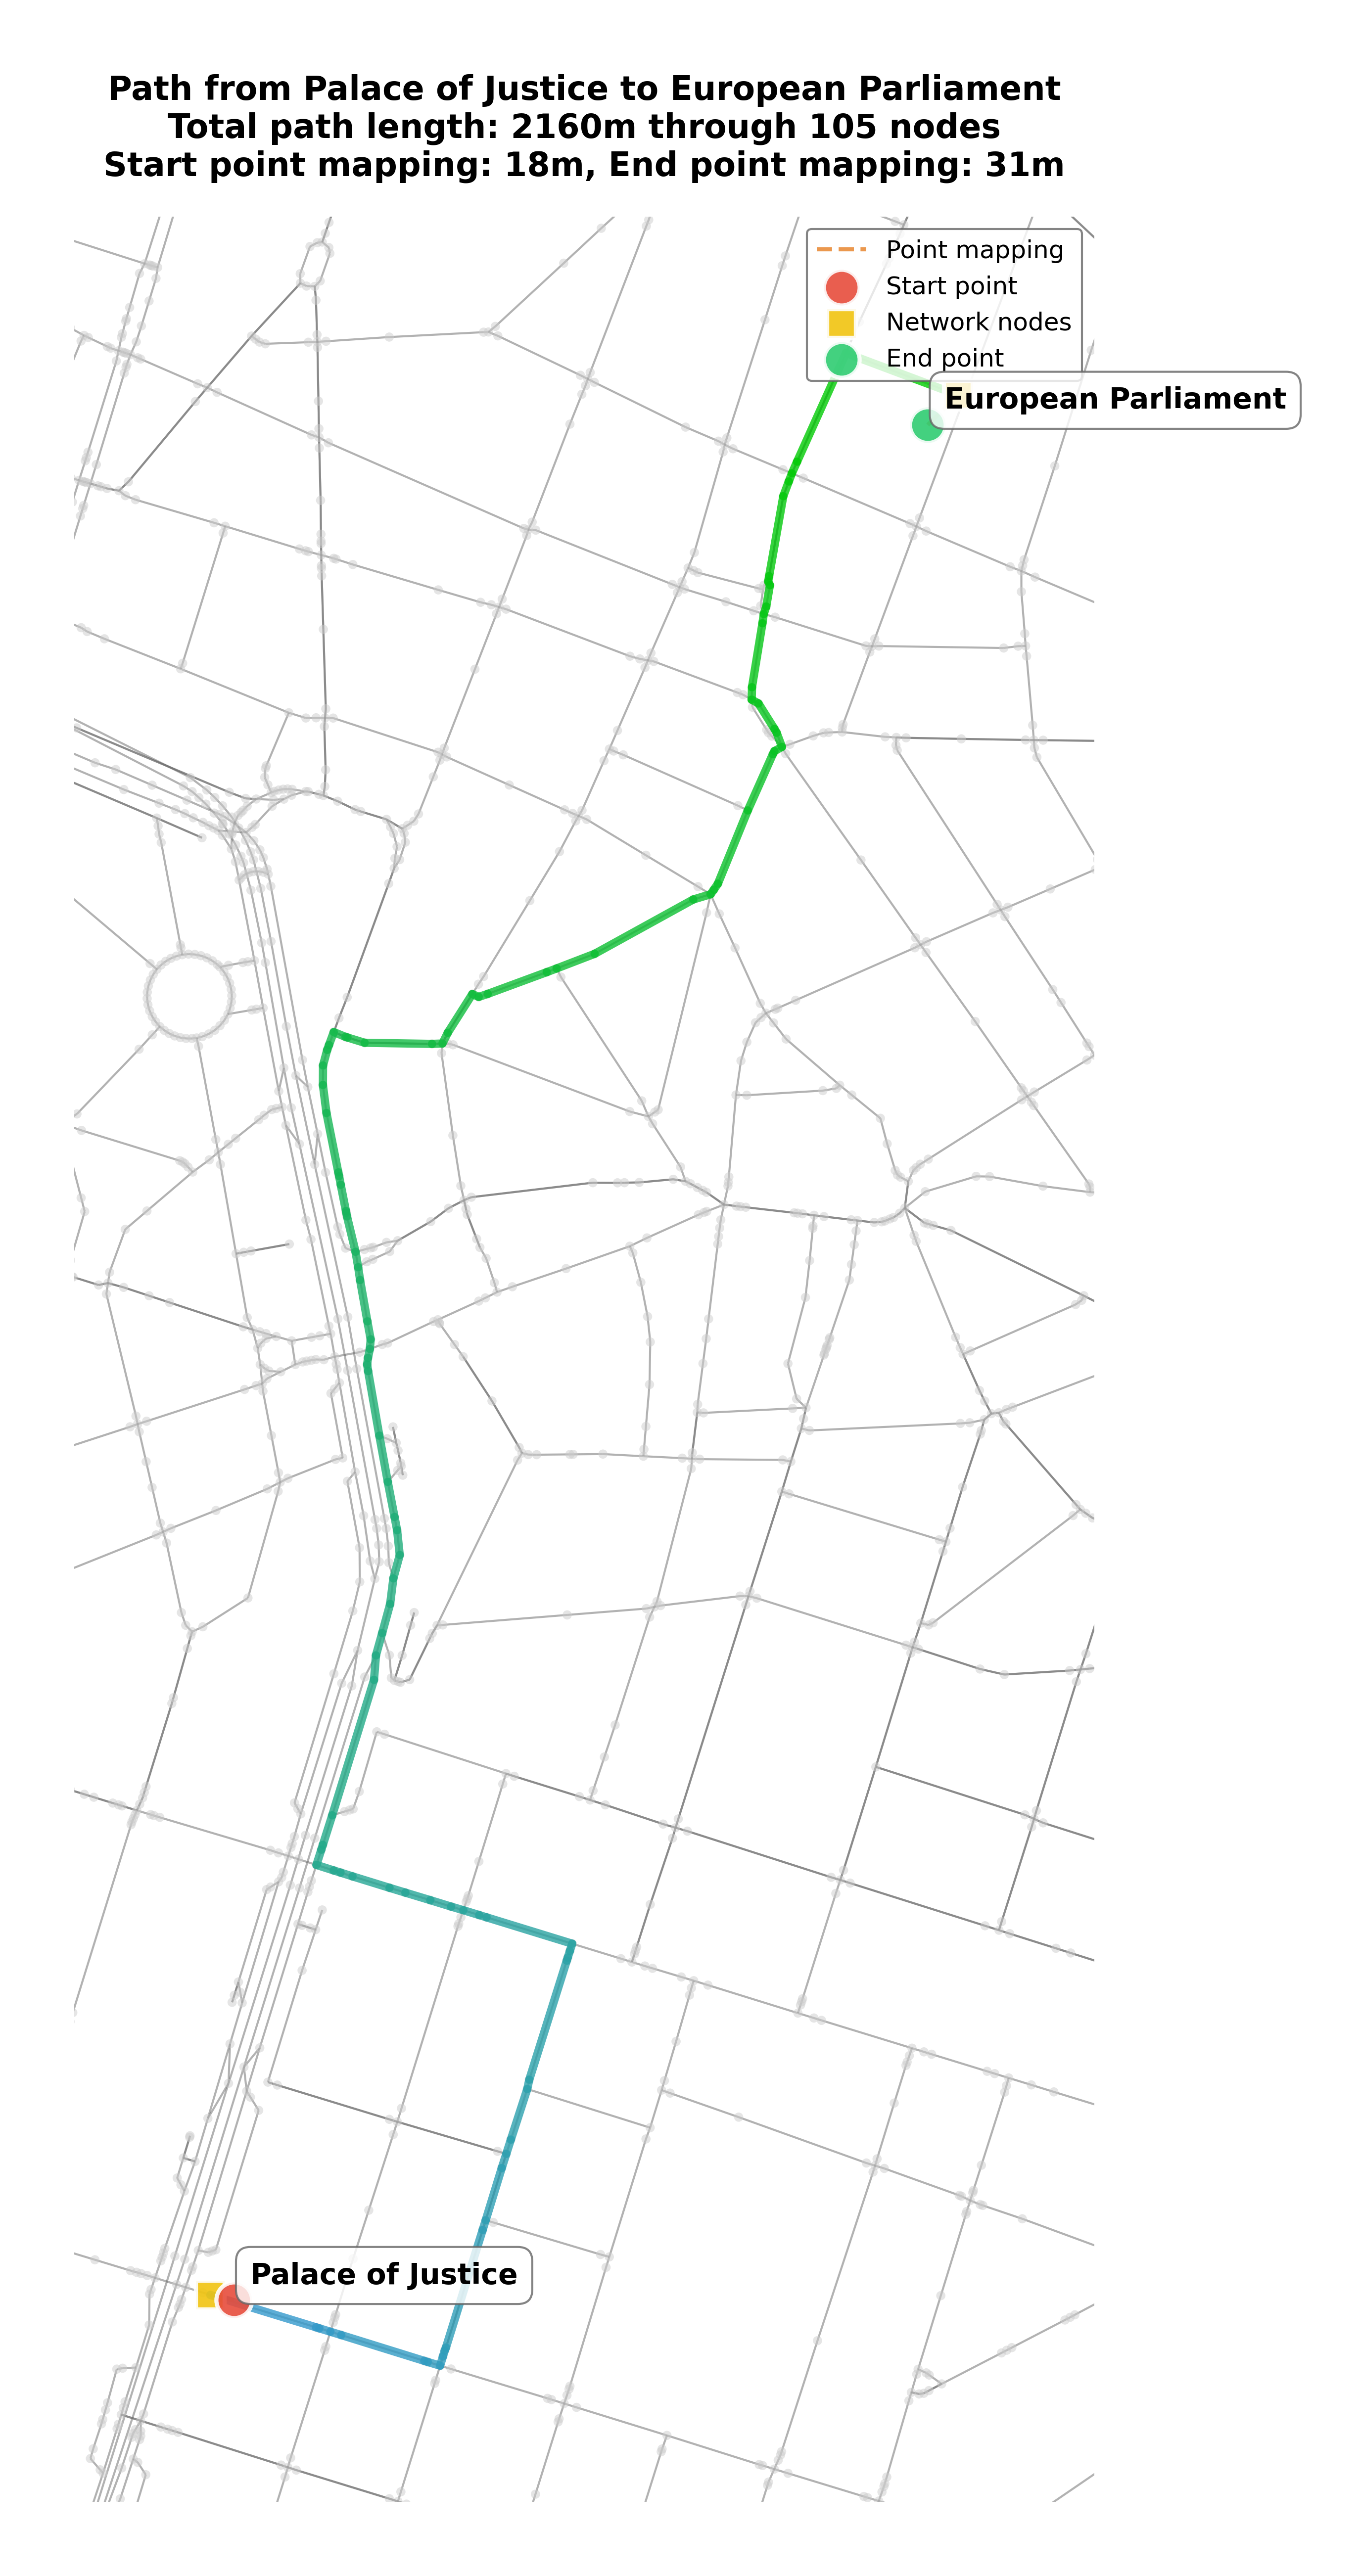 Path from Palace of Justice to European Parliament
Total path length: 2160m through 105 nodes
Start point mapping: 18m, End point mapping: 31m
Point mapping
Start point
Network nodes
End point
European Parliament
Palace of Justice